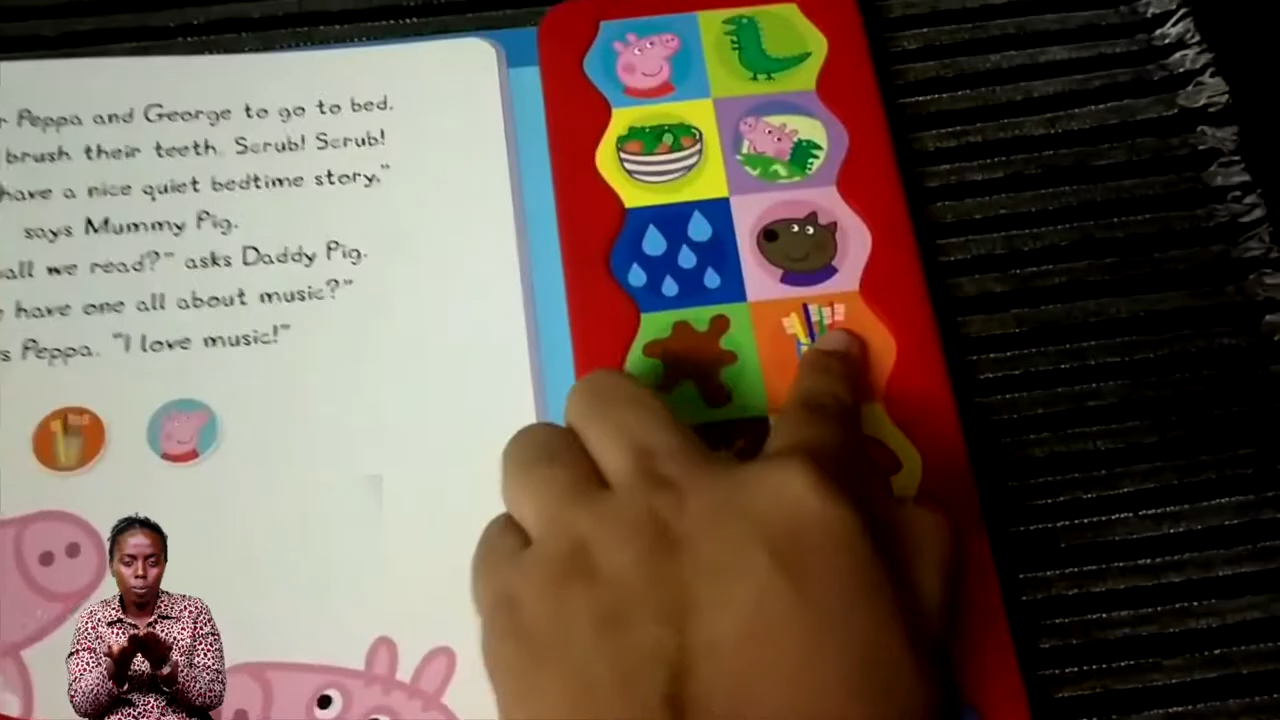 Peppa and George to go to bed.
brush their teeth. Scrub! Scrub!
have a nice quiet bedtime story,"
says Mummy Pig.
all we read?" asks Daddy Pig.
have one all about music?"
s Peppa. "I love music!"